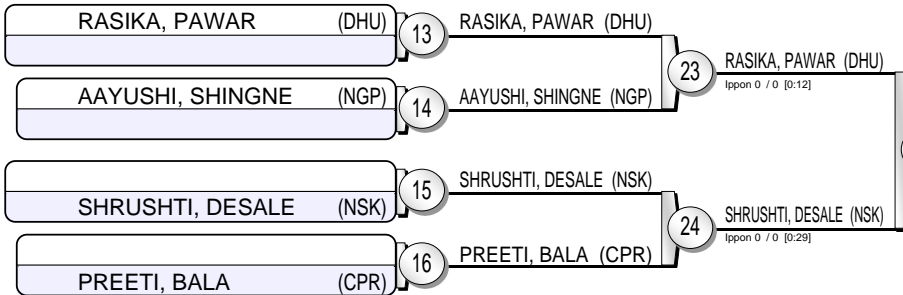 RASIKA, PAWAR (DHU)
13
RASIKA, PAWAR (DHU)
AAYUSHI, SHINGNE (NGP)
14
AAYUSHI, SHINGNE (NGP)
23
RASIKA, PAWAR (DHU)
Ippon 0 / 0 [0:12]
SHRUSHTI, DESALE (NSK)
15
SHRUSHTI, DESALE (NSK)
PREETI, BALA (CPR)
16
PREETI, BALA (CPR)
24
SHRUSHTI, DESALE (NSK)
Ippon 0 / 0 [0:29]